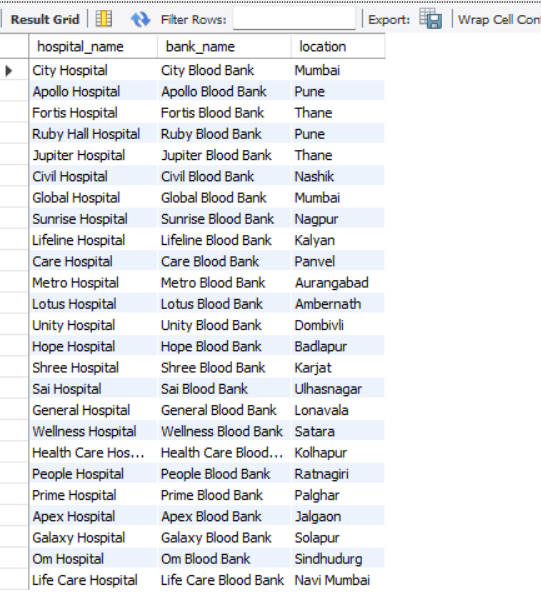 Result Grid Filter Rows: Export: Wrap Cell Con
hospital_name bank_name location
City Hospital City Blood Bank Mumbai
Apollo Hospital Apollo Blood Bank Pune
Fortis Hospital Fortis Blood Bank Thane
Ruby Hall Hospital Ruby Blood Bank Pune
Jupiter Hospital Jupiter Blood Bank Thane
Civil Hospital Civil Blood Bank Nashik
Global Hospital Global Blood Bank Mumbai
Sunrise Hospital Sunrise Blood Bank Nagpur
Lifeline Hospital Lifeline Blood Bank Kalyan
Care Hospital Care Blood Bank Panvel
Metro Hospital Metro Blood Bank Aurangabad
Lotus Hospital Lotus Blood Bank Ambernath
Unity Hospital Unity Blood Bank Dombivli
Hope Hospital Hope Blood Bank Badlapur
Shree Hospital Shree Blood Bank Karjat
Sai Hospital Sai Blood Bank Ulhasnagar
General Hospital General Blood Bank Lonavala
Wellness Hospital Wellness Blood Bank Satara
Health Care Hos... Health Care Blood... Kolhapur
People Hospital People Blood Bank Ratnagiri
Prime Hospital Prime Blood Bank Palghar
Apex Hospital Apex Blood Bank Jalgaon
Galaxy Hospital Galaxy Blood Bank Solapur
Om Hospital Om Blood Bank Sindhudurg
Life Care Hospital Life Care Blood Bank Navi Mumbai